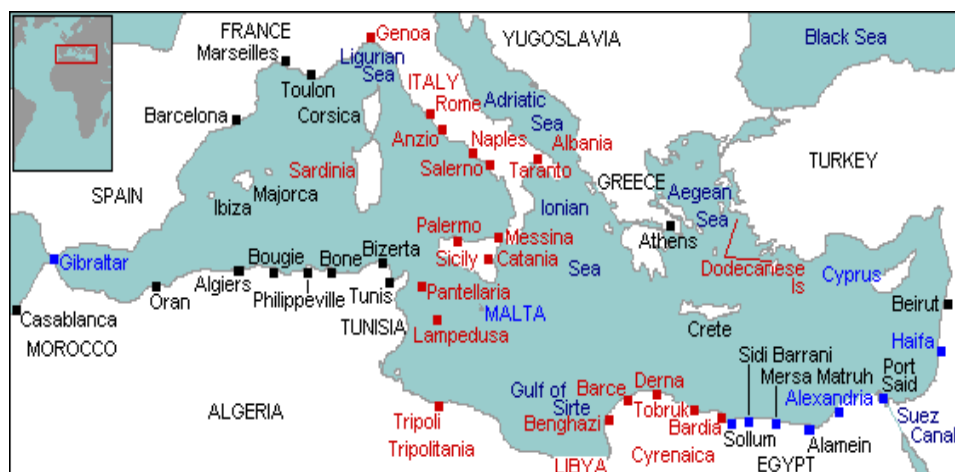 FRANCE
Marseilles
Toulon
Genoa
Ligurian
Sea
YUGOSLAVIA
Black Sea
Corsica
ITALY
Rome
Adriatic
Sea
Barcelona
Anzio
Naples
Albania
Sardinia
Salerno
Taranto
TURKEY
SPAIN
Majorca
Ibiza
GREECE
Aegean
Sea
Ionian
Sea
Palermo
Messina
Athens
Gibraltar
Bougie
Bone
Bizerta
Sicily
Catania
Dodecanese
Is
Cyprus
Algiers
Philippeville
Oran
Tunis
Pantellaria
MALTA
Beirut
Casablanca
TUNISIA
Lampedusa
Crete
MOROCCO
Haifa
Sidi Barrani
Mersa Matruh
Port
Said
Gulf of
Sirte
Barce
Derna
Alexandria
ALGERIA
Tripoli
Benghazi
Tobruk
Bardia
Sollum
Alamein
Suez
Canal
Tripolitania
Cyrenaica
LIBYA
EGYPT